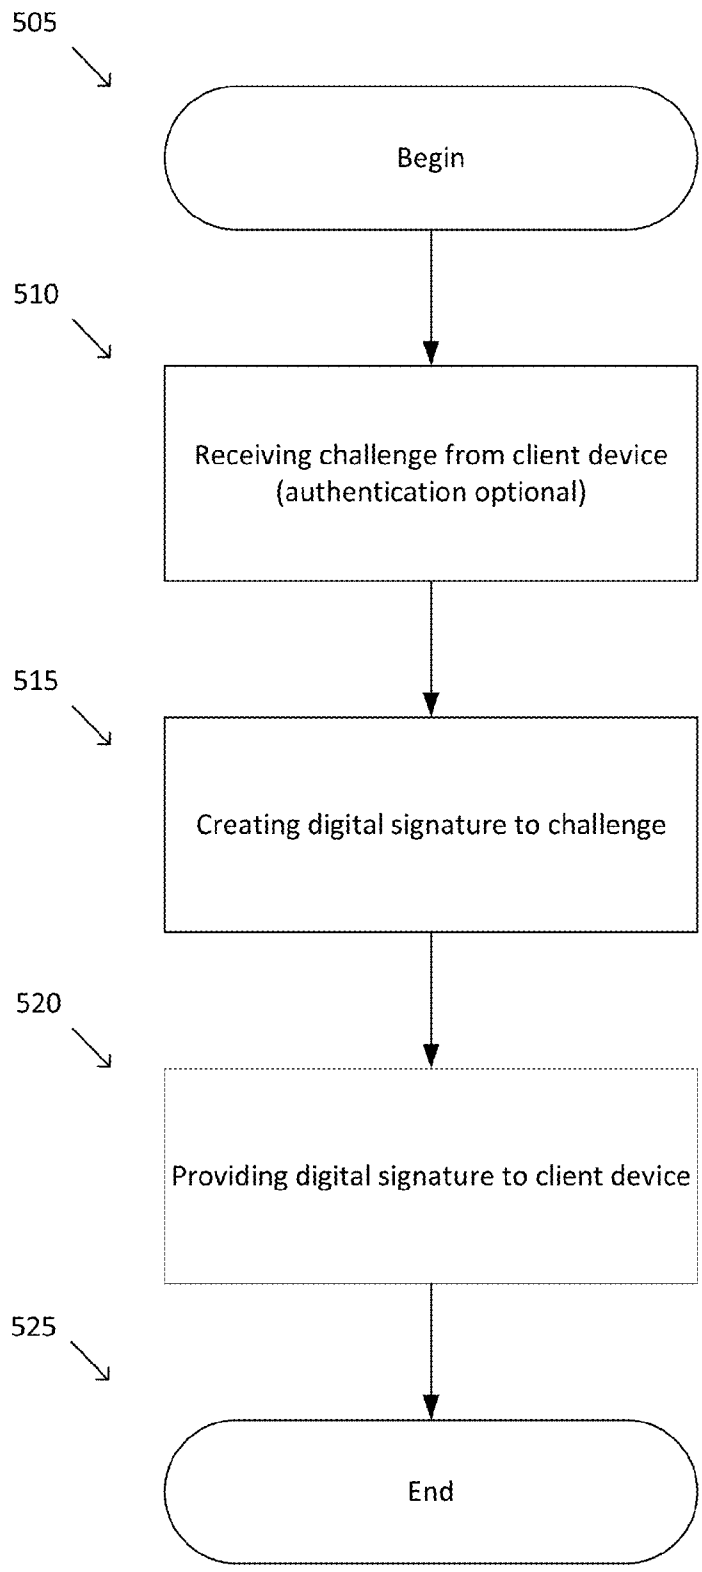 505
Begin
510
Receiving challenge from client device
(authentication optional)
515
Creating digital signature to challenge
520
Providing digital signature to client device
525
End